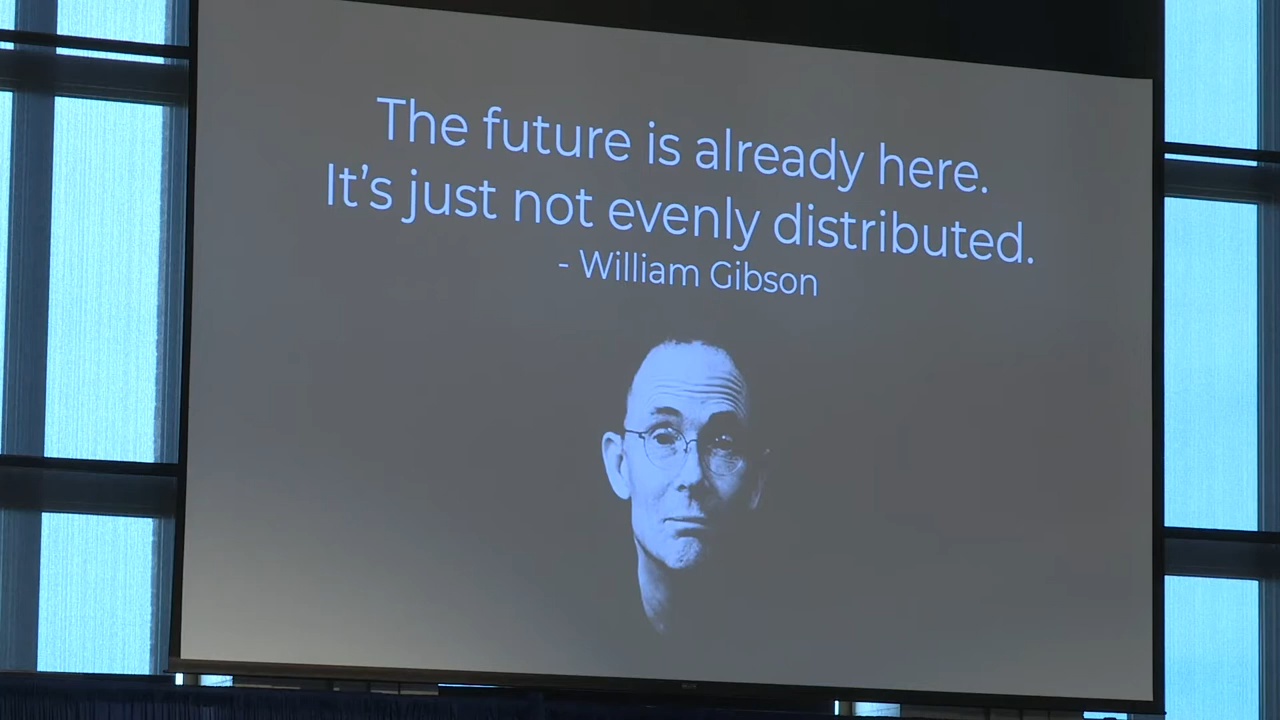 The future is already here.
It's just not evenly distributed.
- William Gibson